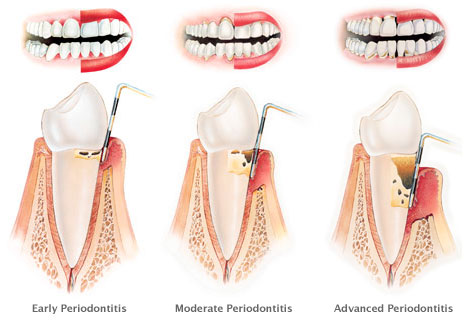 Early Periodontitis
Moderate Periodontitis
Advanced Periodontitis